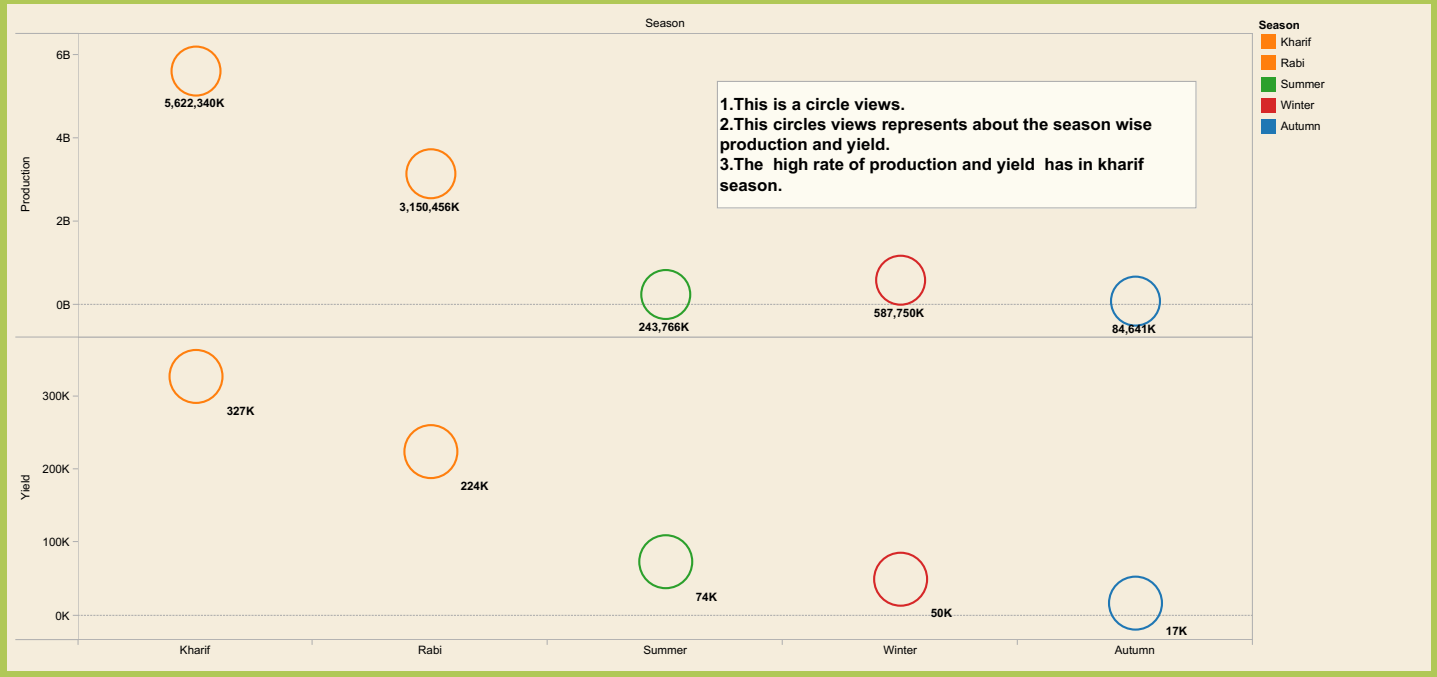 Season
Production
6B
4B
2B
0B
5,622,340K
3,150,456K
243,766K
587,750K
84,641K
1.This is a circle views.
2.This circles views represents about the season wise
production and yield.
3.The  high rate of production and yield  has in kharif
season.
Yield
300K
200K
100K
0K
327K
224K
74K
50K
17K
Kharif
Rabi
Summer
Winter
Autumn
Season
Kharif
Rabi
Summer
Winter
Autumn